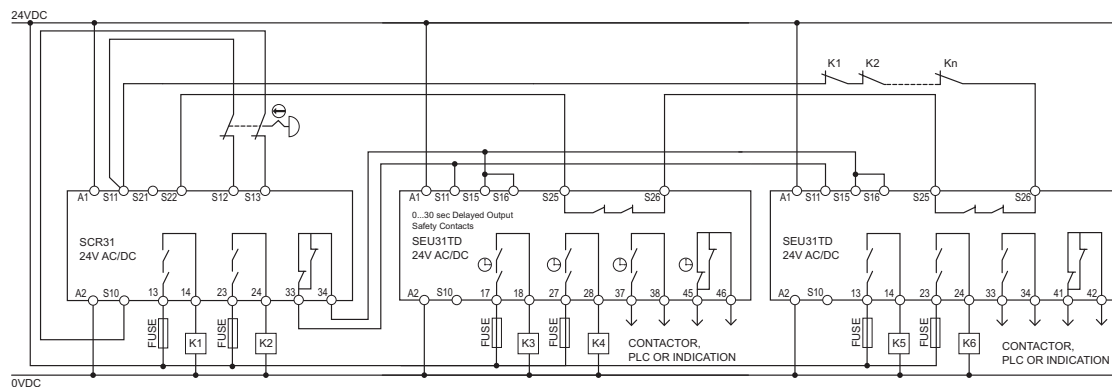 24VDC
K1 K2 Kn
A1 S11 S21 S22 S12 S13
A1 S11 S15 S16 S25 S26
A1 S11 S15 S16 S25 S26
SCR31
24V AC/DC
0...30 sec Delayed Output
Safety Contacts
SEU31TD
24V AC/DC
SEU31TD
24V AC/DC
A2 S10 13 14 23 24 33 34
A2 S10 17 18 27 28 37 38 45 46
A2 S10 13 14 23 24 33 34 41 42
FUSE K1 FUSE K2
FUSE K3 FUSE K4
CONTACTOR,
PLC OR INDICATION
FUSE K5 FUSE K6
CONTACTOR,
PLC OR INDICATION
0VDC